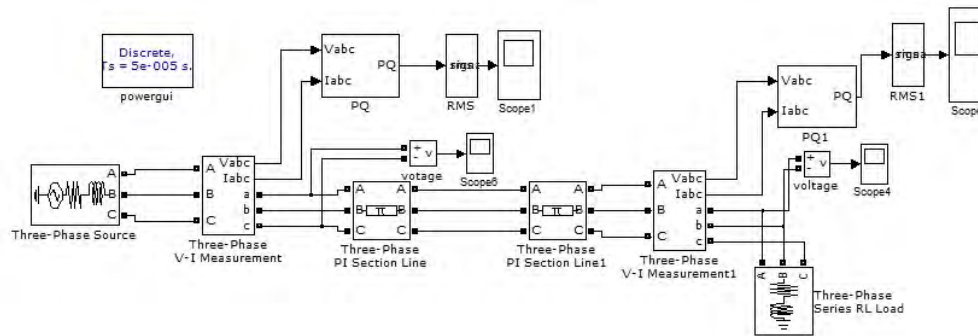 Discrete,
Ts = 5e-005 s.
powergui
Vabc
Iabc
PQ
PQ
RMS
Scope1
Vabc
Iabc
PQ
PQ1
RMS1
Scope
A
B
C
Three-Phase Source
A
B
C
Vabc
Iabc
a
b
c
Three-Phase
V-I Measurement
+
-
v
votage
Scope6
A
B
C
π
A
B
C
Three-Phase
PI Section Line
A
B
C
π
A
B
C
Three-Phase
PI Section Line1
A
B
C
Vabc
Iabc
a
b
c
Three-Phase
V-I Measurement1
+
-
v
voltage
Scope4
A
B
C
Three-Phase
Series RL Load